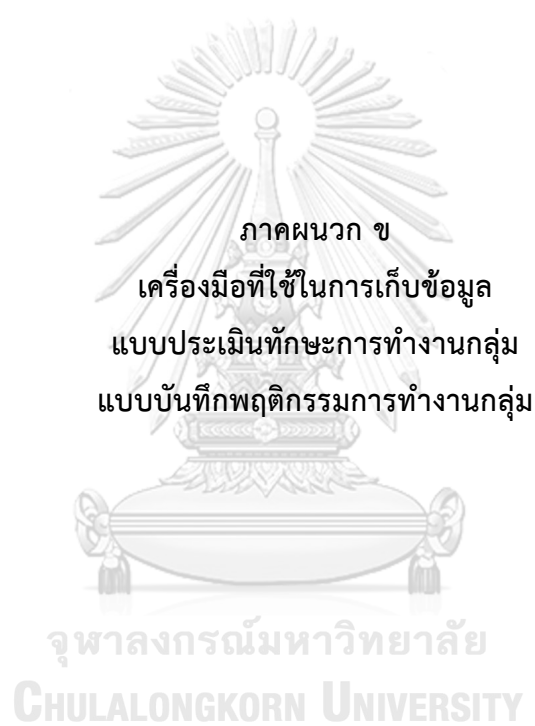 ภาคผนวก ข
เครื่องมือที่ใช้ในการเก็บข้อมูล
แบบประเมินทักษะการทำงานกลุ่ม
แบบบันทึกพฤติกรรมการทำงานกลุ่ม
จุฬาลงกรณ์มหาวิทยาลัย
CHULALONGKORN UNIVERSITY